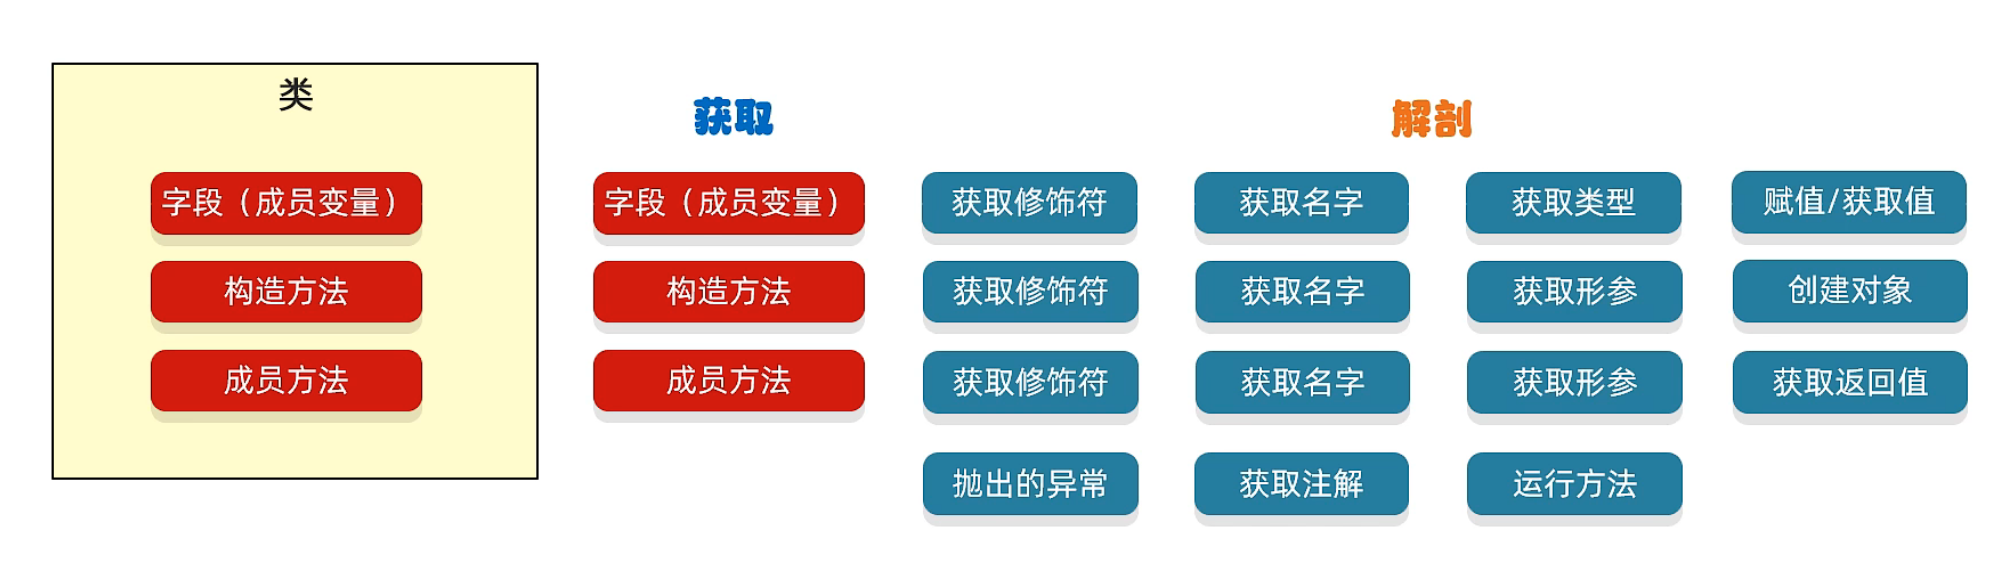 类
字段（成员变量）
构造方法
成员方法
获取
解剖
字段（成员变量） 获取修饰符 获取名字 获取类型 赋值/获取值
构造方法 获取修饰符 获取名字 获取形参 创建对象
成员方法 获取修饰符 获取名字 获取形参 获取返回值
抛出的异常 获取注解 运行方法